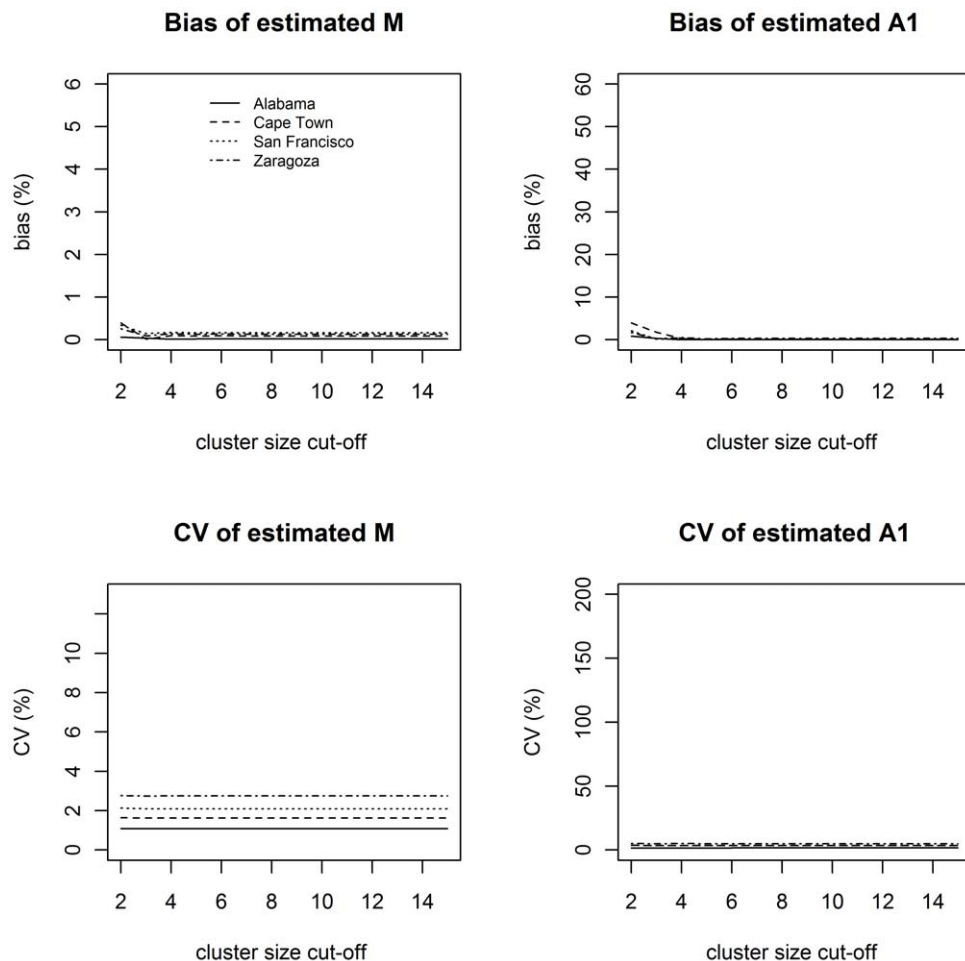 Bias of estimated M
bias (%)
6
5
4
3
2
1
0
Alabama
Cape Town
San Francisco
Zaragoza
2 4 6 8 10 12 14
cluster size cut-off
Bias of estimated A1
bias (%)
60
50
40
30
20
10
0
2 4 6 8 10 12 14
cluster size cut-off
CV of estimated M
CV (%)
10
8
6
4
2
0
2 4 6 8 10 12 14
cluster size cut-off
CV of estimated A1
CV (%)
200
150
100
50
0
2 4 6 8 10 12 14
cluster size cut-off